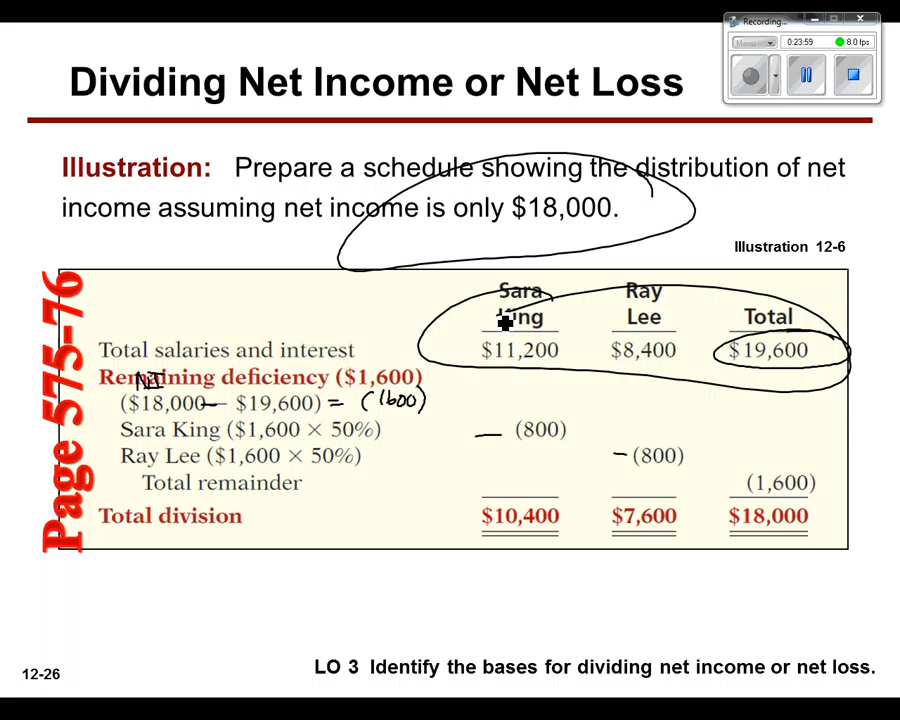 Recording...
Menu
0:23:59
8.0 fps
Dividing Net Income or Net Loss
Illustration: Prepare a schedule showing the distribution of net
income assuming net income is only $18,000.
Illustration 12-6
Page 575-76
Sara Ray
King Lee Total
Total salaries and interest $11,200 $8,400 $19,600
Remaining deficiency ($1,600)
NI
($18,000 — $19,600) = (1600)
Sara King ($1,600 × 50%) — (800)
Ray Lee ($1,600 × 50%) – (800)
Total remainder (1,600)
Total division $10,400 $7,600 $18,000
12-26
LO 3 Identify the bases for dividing net income or net loss.